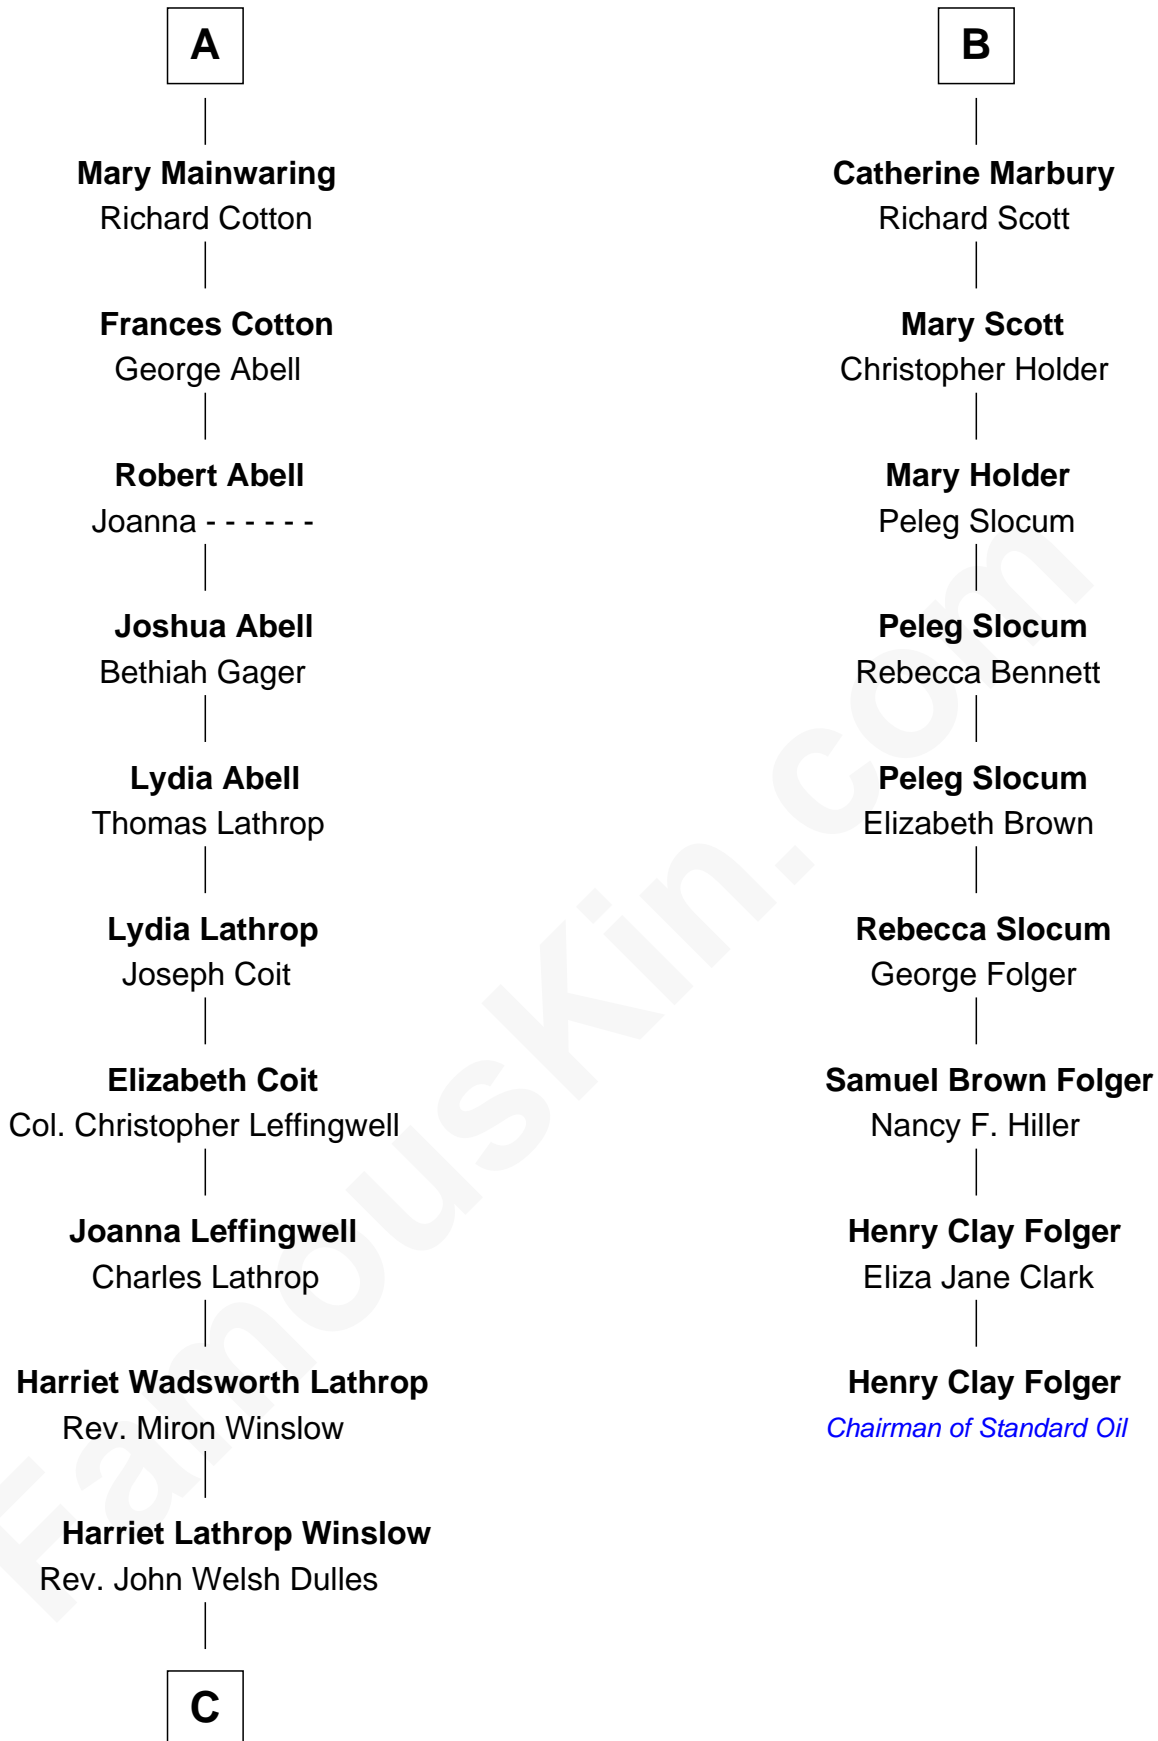 A
Mary Mainwaring
Richard Cotton
Frances Cotton
George Abell
Robert Abell
Joanna - - - - - -
Joshua Abell
Bethiah Gager
Lydia Abell
Thomas Lathrop
Lydia Lathrop
Joseph Coit
Elizabeth Coit
Col. Christopher Leffingwell
Joanna Leffingwell
Charles Lathrop
Harriet Wadsworth Lathrop
Rev. Miron Winslow
Harriet Lathrop Winslow
Rev. John Welsh Dulles
C
B
Catherine Marbury
Richard Scott
Mary Scott
Christopher Holder
Mary Holder
Peleg Slocum
Peleg Slocum
Rebecca Bennett
Peleg Slocum
Elizabeth Brown
Rebecca Slocum
George Folger
Samuel Brown Folger
Nancy F. Hiller
Henry Clay Folger
Eliza Jane Clark
Henry Clay Folger
Chairman of Standard Oil
FamousKin.com